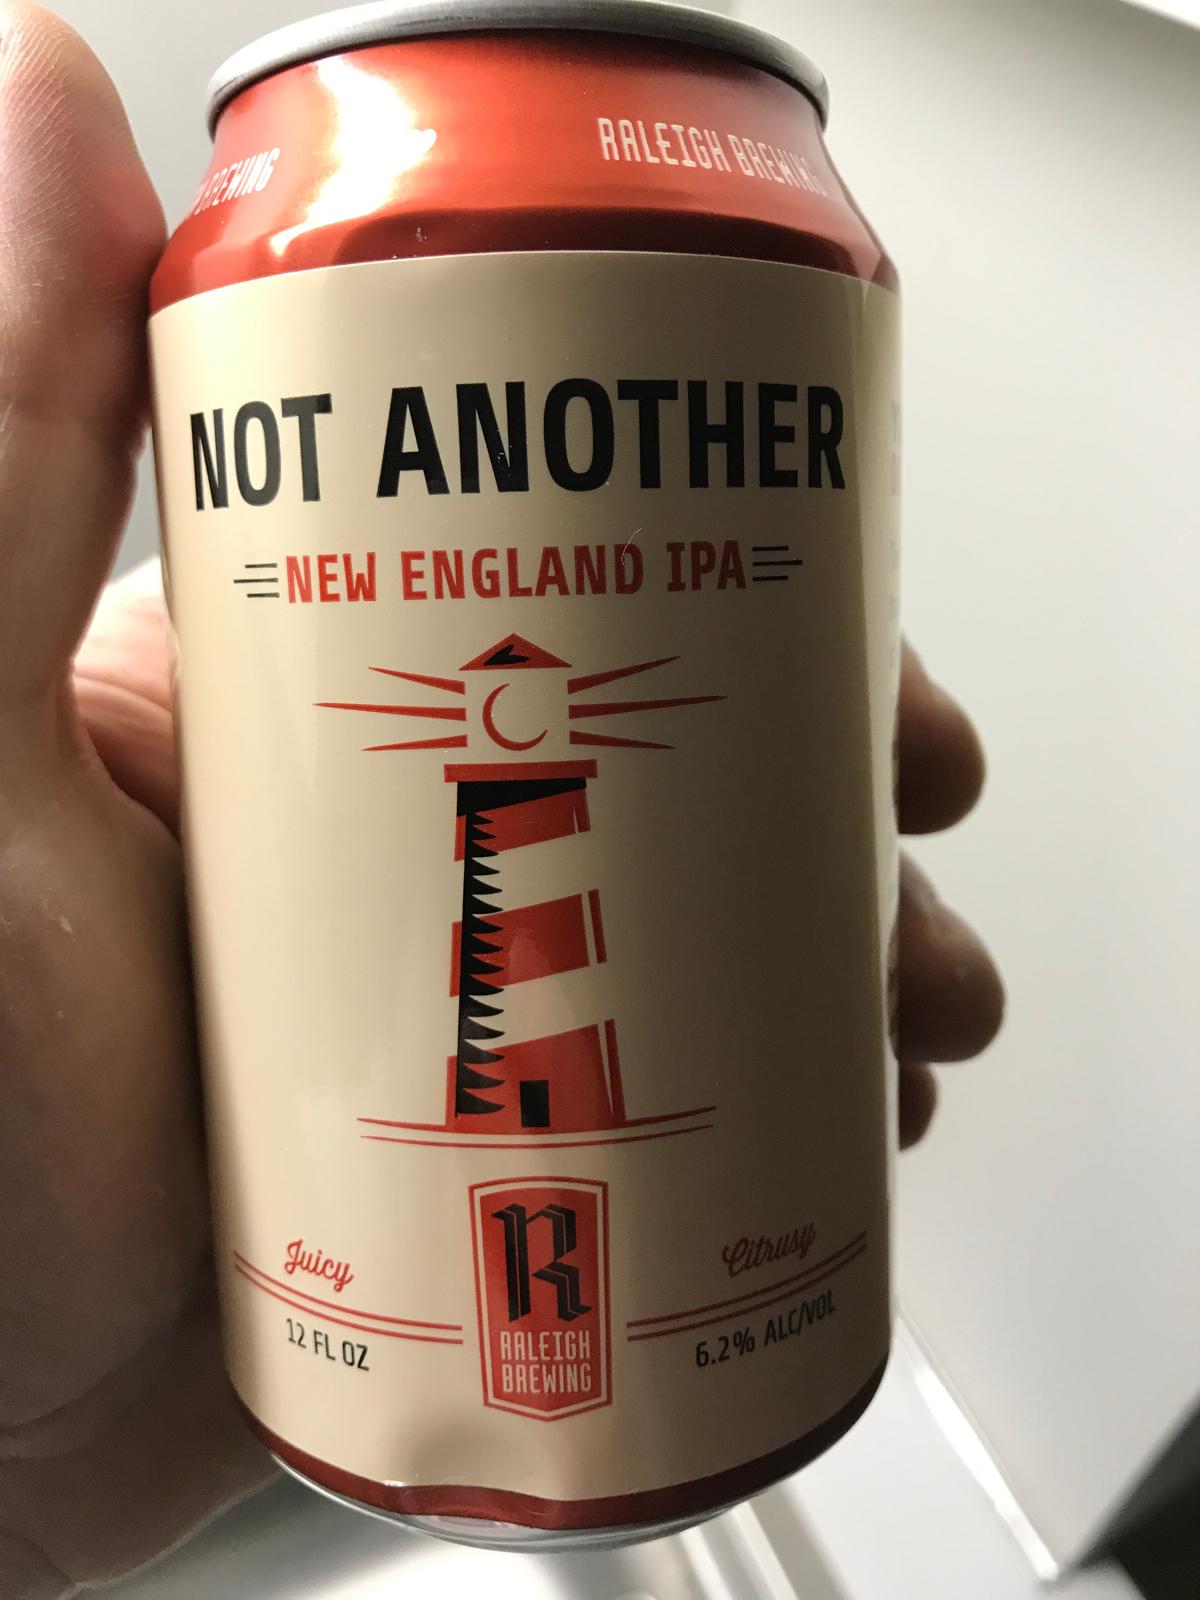 BREWING
RALEIGH BREWING
NOT ANOTHER
NEW ENGLAND IPA
Juicy
Citrusy
12 FL OZ
6.2% ALC/VOL
R
RALEIGH
BREWING